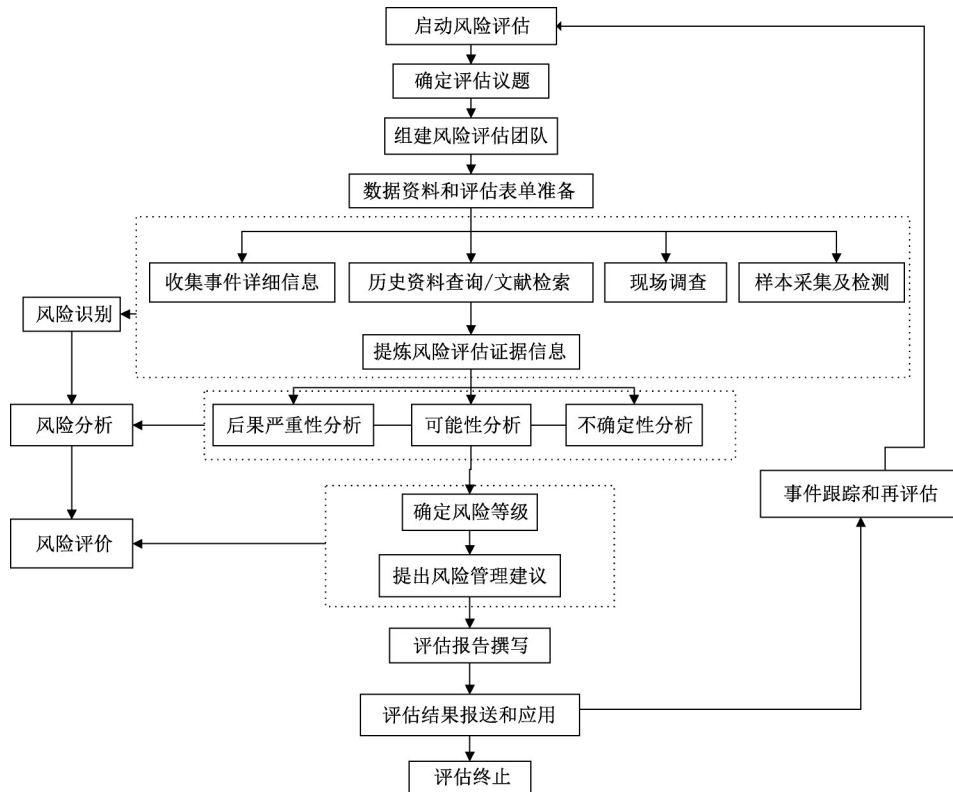 启动风险评估
确定评估议题
组建风险评估团队
数据资料和评估表单准备
收集事件详细信息
历史资料查询/文献检索
现场调查
样本采集及检测
风险识别
提炼风险评估证据信息
风险分析
后果严重性分析
可能性分析
不确定性分析
事件跟踪和再评估
确定风险等级
风险评价
提出风险管理建议
评估报告撰写
评估结果报送和应用
评估终止